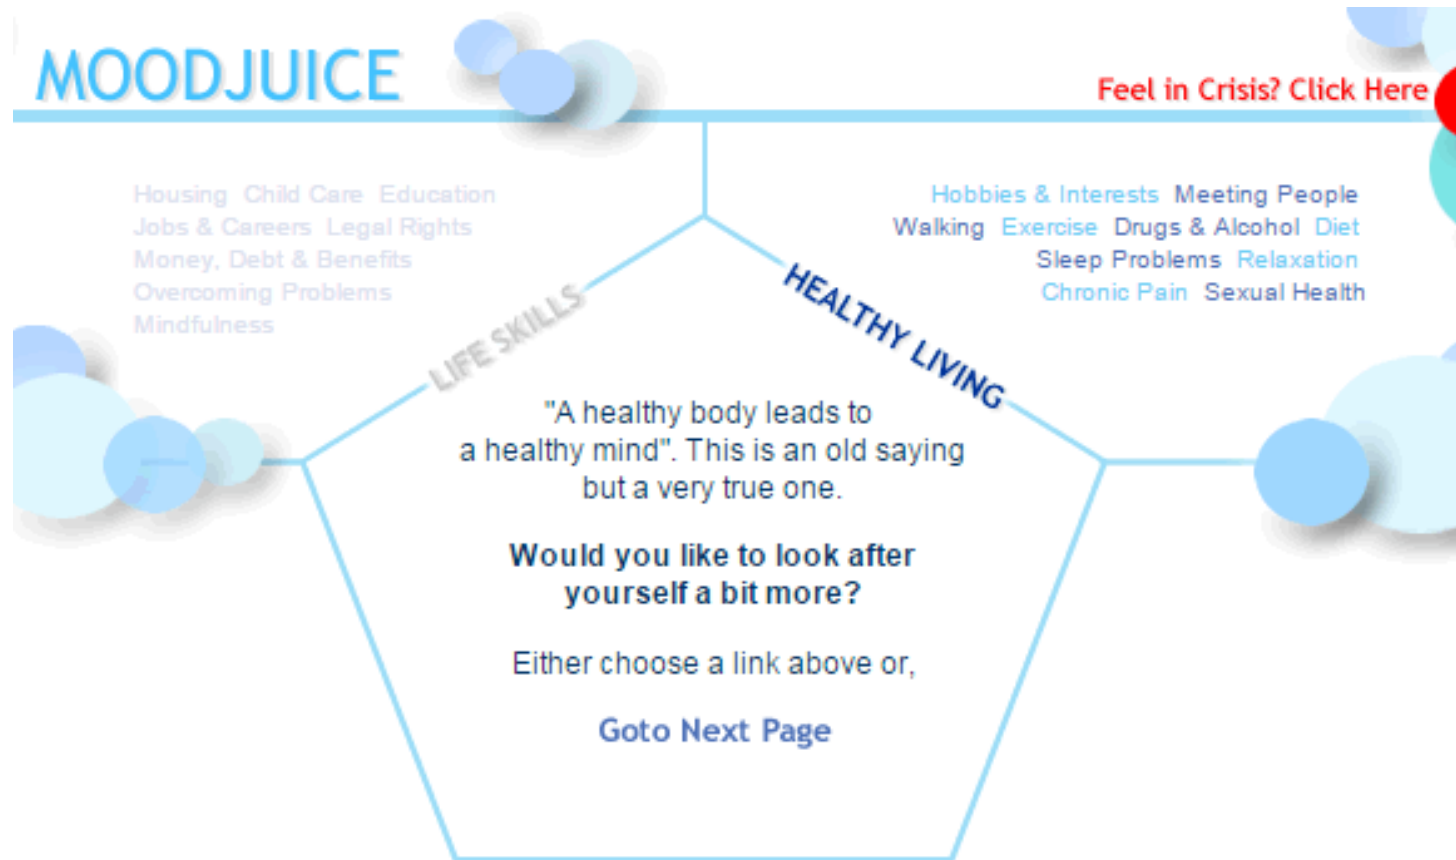 MOODJUICE
Feel in Crisis? Click Here
Housing Child Care Education
Jobs & Careers Legal Rights
Money, Debt & Benefits
Overcoming Problems
Mindfulness
Hobbies & Interests Meeting People
Walking Exercise Drugs & Alcohol Diet
Sleep Problems Relaxation
Chronic Pain Sexual Health
LIFE SKILLS
HEALTHY LIVING
"A healthy body leads to
a healthy mind". This is an old saying
but a very true one.
Would you like to look after
yourself a bit more?
Either choose a link above or,
Goto Next Page